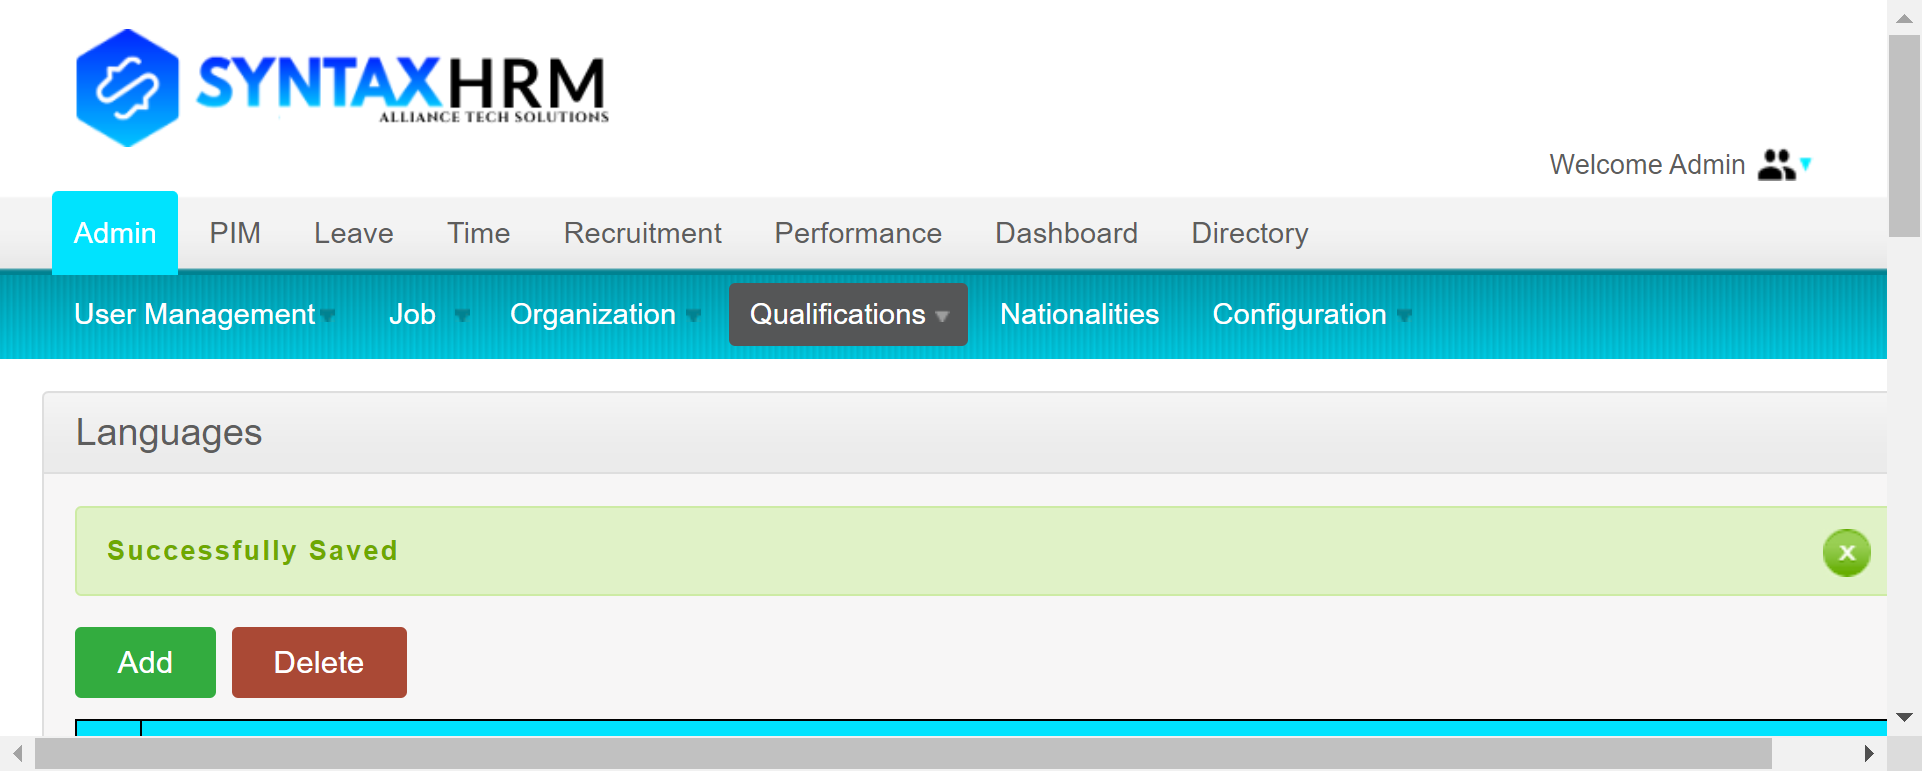 SYNTAXHRM
ALLIANCE TECH SOLUTIONS
Welcome Admin
Admin PIM Leave Time Recruitment Performance Dashboard Directory
User Management Job Organization Qualifications Nationalities Configuration
Languages
Successfully Saved
x
Add Delete